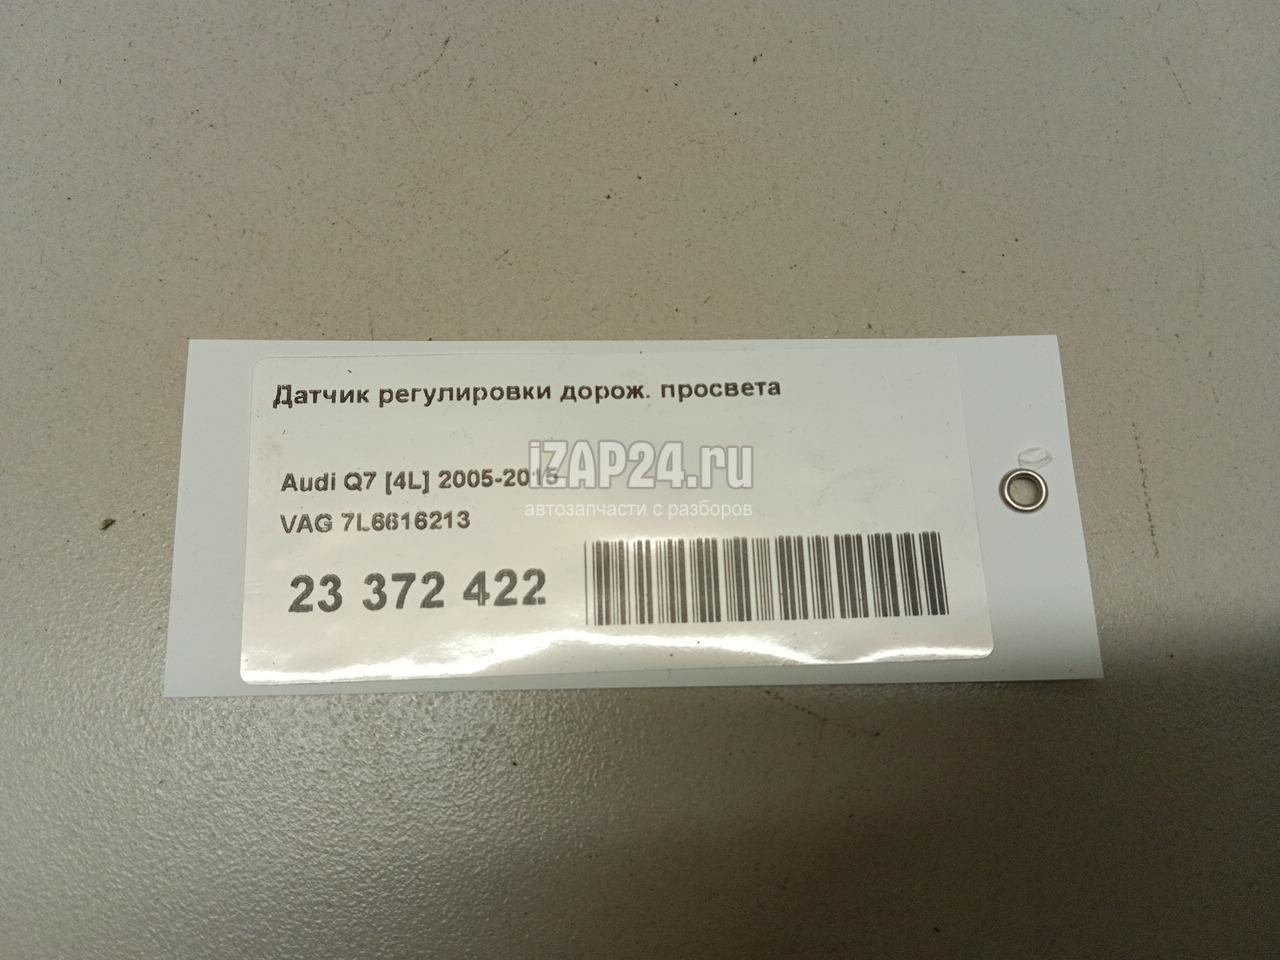 Датчик регулировки дорож. просвета
iZAP24.ru
Audi Q7 [4L] 2005-2015
автозапчасти с разборов
VAG 7L6616213
23 372 422